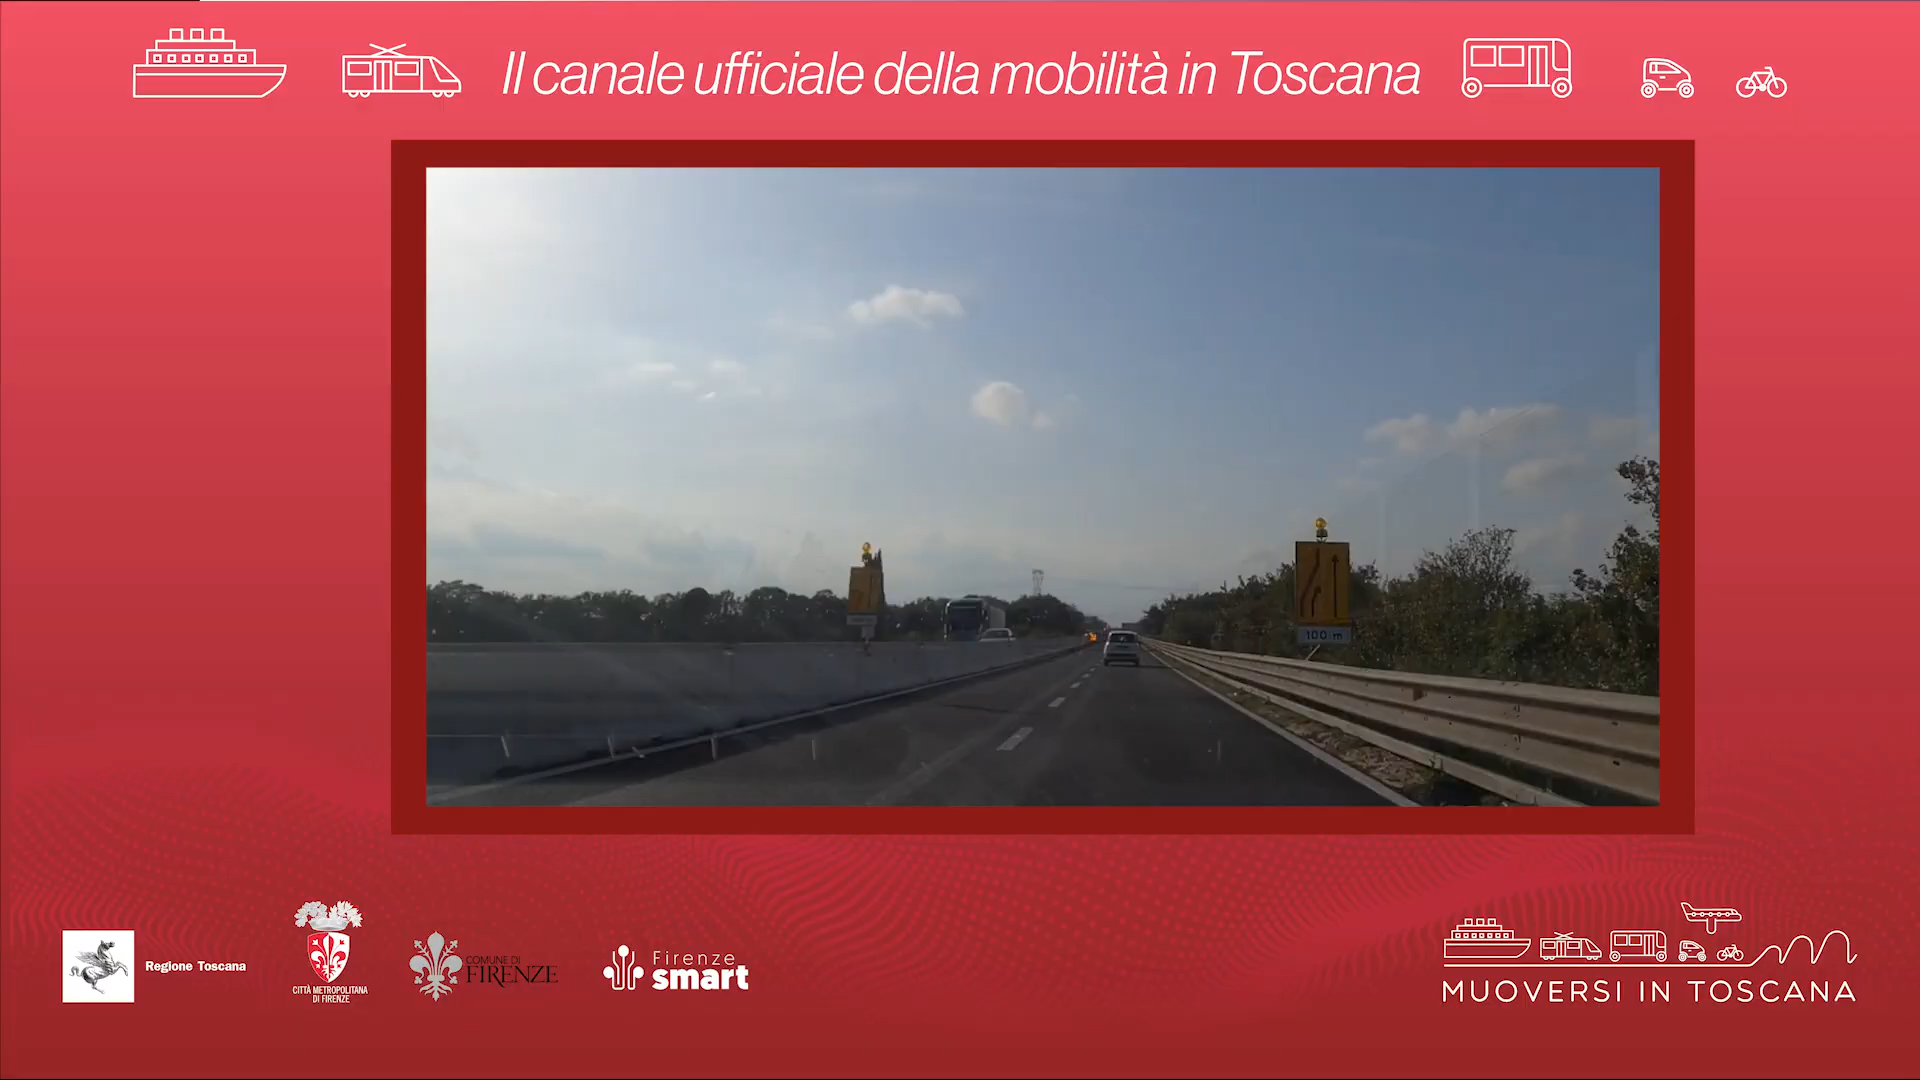 Il canale ufficiale della mobilità in Toscana
100 m
Regione Toscana
CITTÀ METROPOLITANA
DI FIRENZE
COMUNE DI
FIRENZE
Firenze
smart
MUOVERSI IN TOSCANA